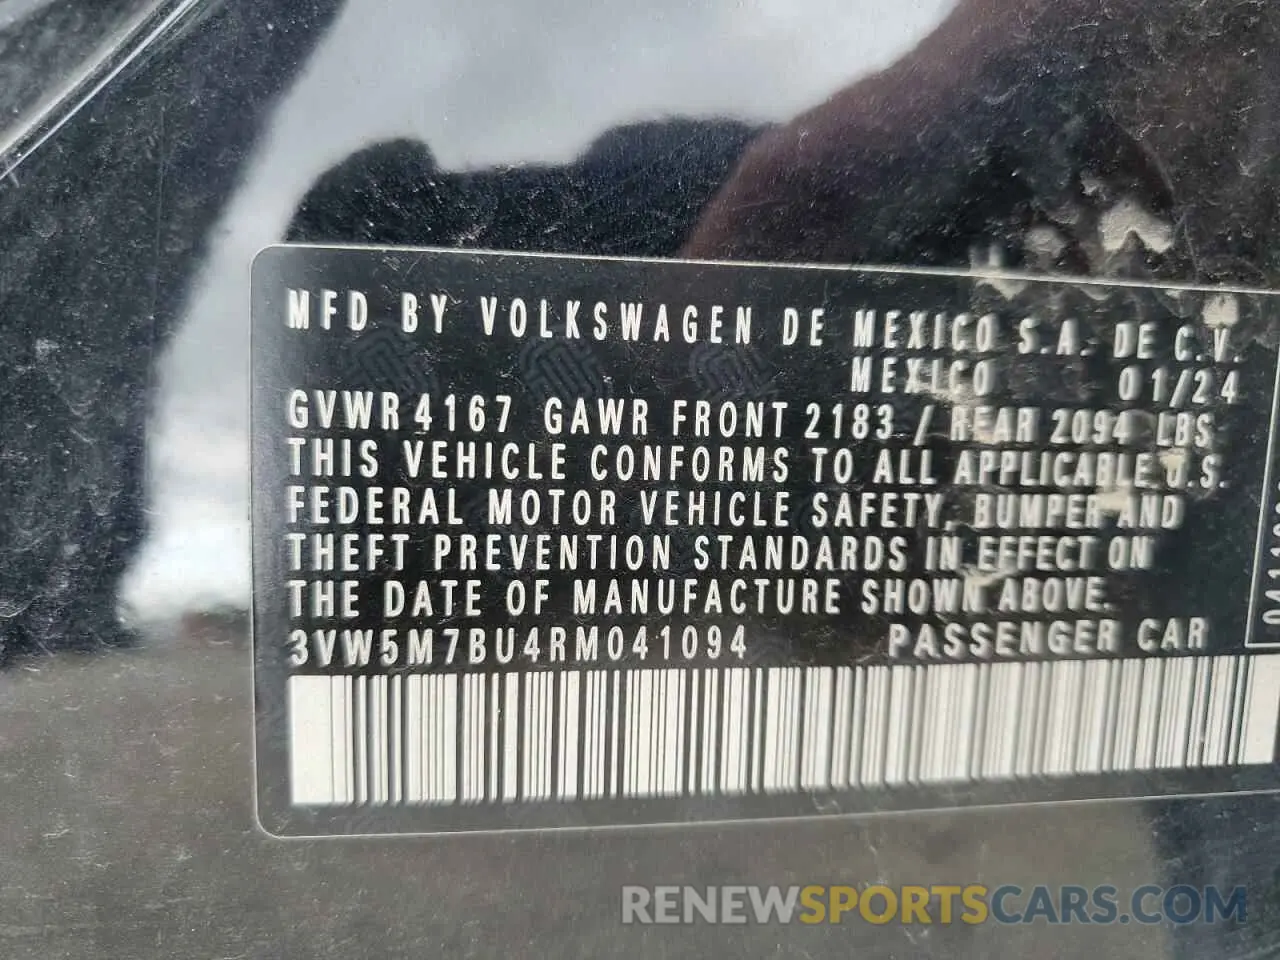 MFD BY VOLKSWAGEN DE MEXICO S.A. DE C.V.
MEXICO 01/24
GVWR 4167 GAWR FRONT 2183 / REAR 2094 LBS
THIS VEHICLE CONFORMS TO ALL APPLICABLE U.S.
FEDERAL MOTOR VEHICLE SAFETY, BUMPER AND
THEFT PREVENTION STANDARDS IN EFFECT ON
THE DATE OF MANUFACTURE SHOWN ABOVE.
3VW5M7BU4RM041094 PASSENGER CAR
RENEWSPORTSCARS.COM